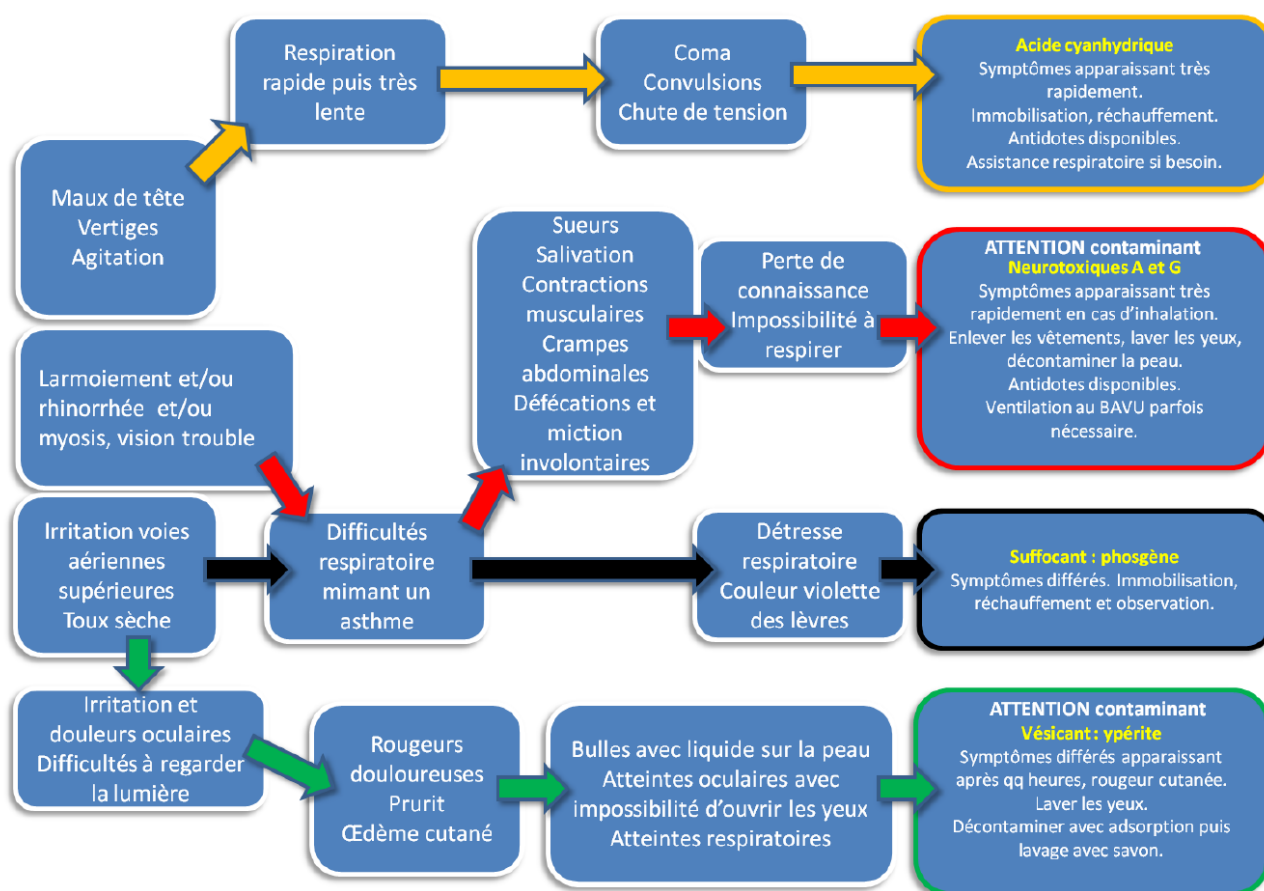 Respiration
rapide puis très
lente
Coma
Convulsions
Chute de tension
Acide cyanhydrique
Symptômes apparaissant très
rapidement.
Immobilisation, réchauffement.
Antidotes disponibles.
Assistance respiratoire si besoin.
Maux de tête
Vertiges
Agitation
Sueurs
Salivation
Contractions
musculaires
Crampes
abdominales
Défécations et
miction
involontaires
Perte de
connaissance
Impossibilité à
respirer
ATTENTION contaminant
Neurotoxiques A et G
Symptômes apparaissant très
rapidement en cas d'inhalation.
Enlever les vêtements, laver les yeux,
décontaminer la peau.
Antidotes disponibles.
Ventilation au BAVU parfois
nécessaire.
Larmoiement et/ou
rhinorrhée et/ou
myosis, vision trouble
Irritation voies
aériennes
supérieures
Toux sèche
Difficultés
respiratoire
mimant un
asthme
Détresse
respiratoire
Couleur violette
des lèvres
Suffocant : phosgène
Symptômes différés. Immobilisation,
réchauffement et observation.
Irritation et
douleurs oculaires
Difficultés à regarder
la lumière
Rougeurs
douloureuses
Prurit
Œdème cutané
Bulles avec liquide sur la peau
Atteintes oculaires avec
impossibilité d'ouvrir les yeux
Atteintes respiratoires
ATTENTION contaminant
Vésicant : ypérite
Symptômes différés apparaissant
après qq heures, rougeur cutanée.
Laver les yeux.
Décontaminer avec adsorption puis
lavage avec savon.